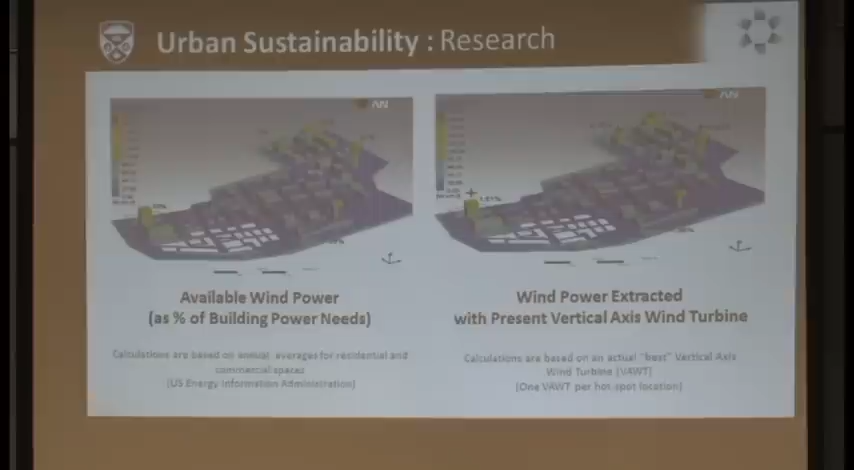 Urban Sustainability : Research
Available Wind Power
(as % of Building Power Needs)
Calculations are based on annual averages for residential and
commercial spaces
(US Energy Information Administration)
Wind Power Extracted
with Present Vertical Axis Wind Turbine
Calculations are based on an actual "best" Vertical Axis
Wind Turbine (VAWT)
(One VAWT per hot spot location)